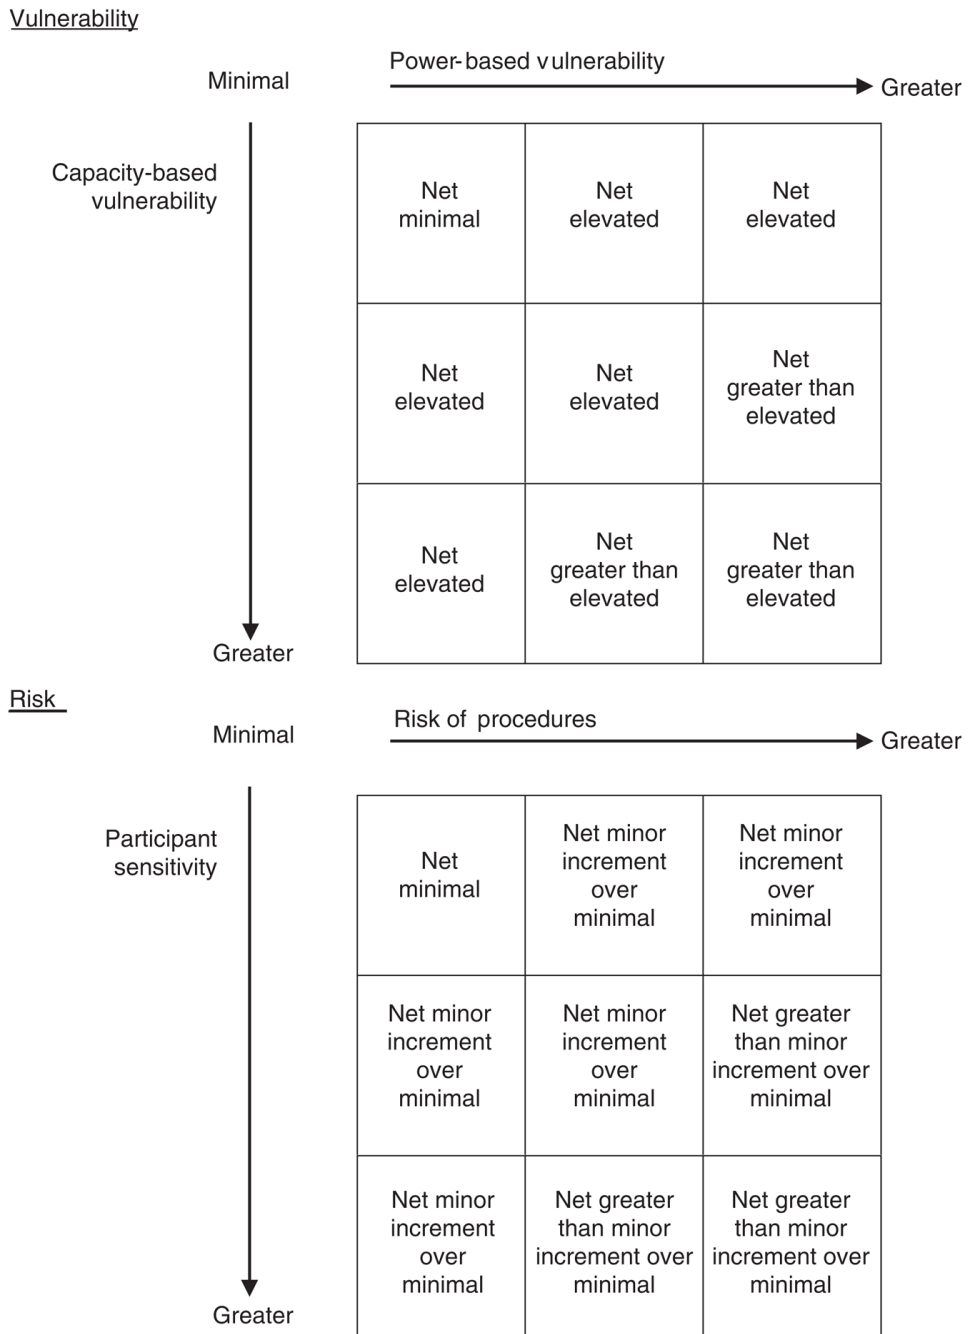 Vulnerability
Power-based vulnerability
Minimal
Greater
Capacity-based
vulnerability
Net
minimal
Net
elevated
Net
elevated
Net
elevated
Net
elevated
Net
greater than
elevated
Net
elevated
Net
greater than
elevated
Net
greater than
elevated
Greater
Risk
Risk of procedures
Minimal
Greater
Participant
sensitivity
Net
minimal
Net minor
increment
over
minimal
Net minor
increment
over
minimal
Net minor
increment
over
minimal
Net minor
increment
over
minimal
Net greater
than minor
increment over
minimal
Net minor
increment
over
minimal
Net greater
than minor
increment over
minimal
Net greater
than minor
increment over
minimal
Greater